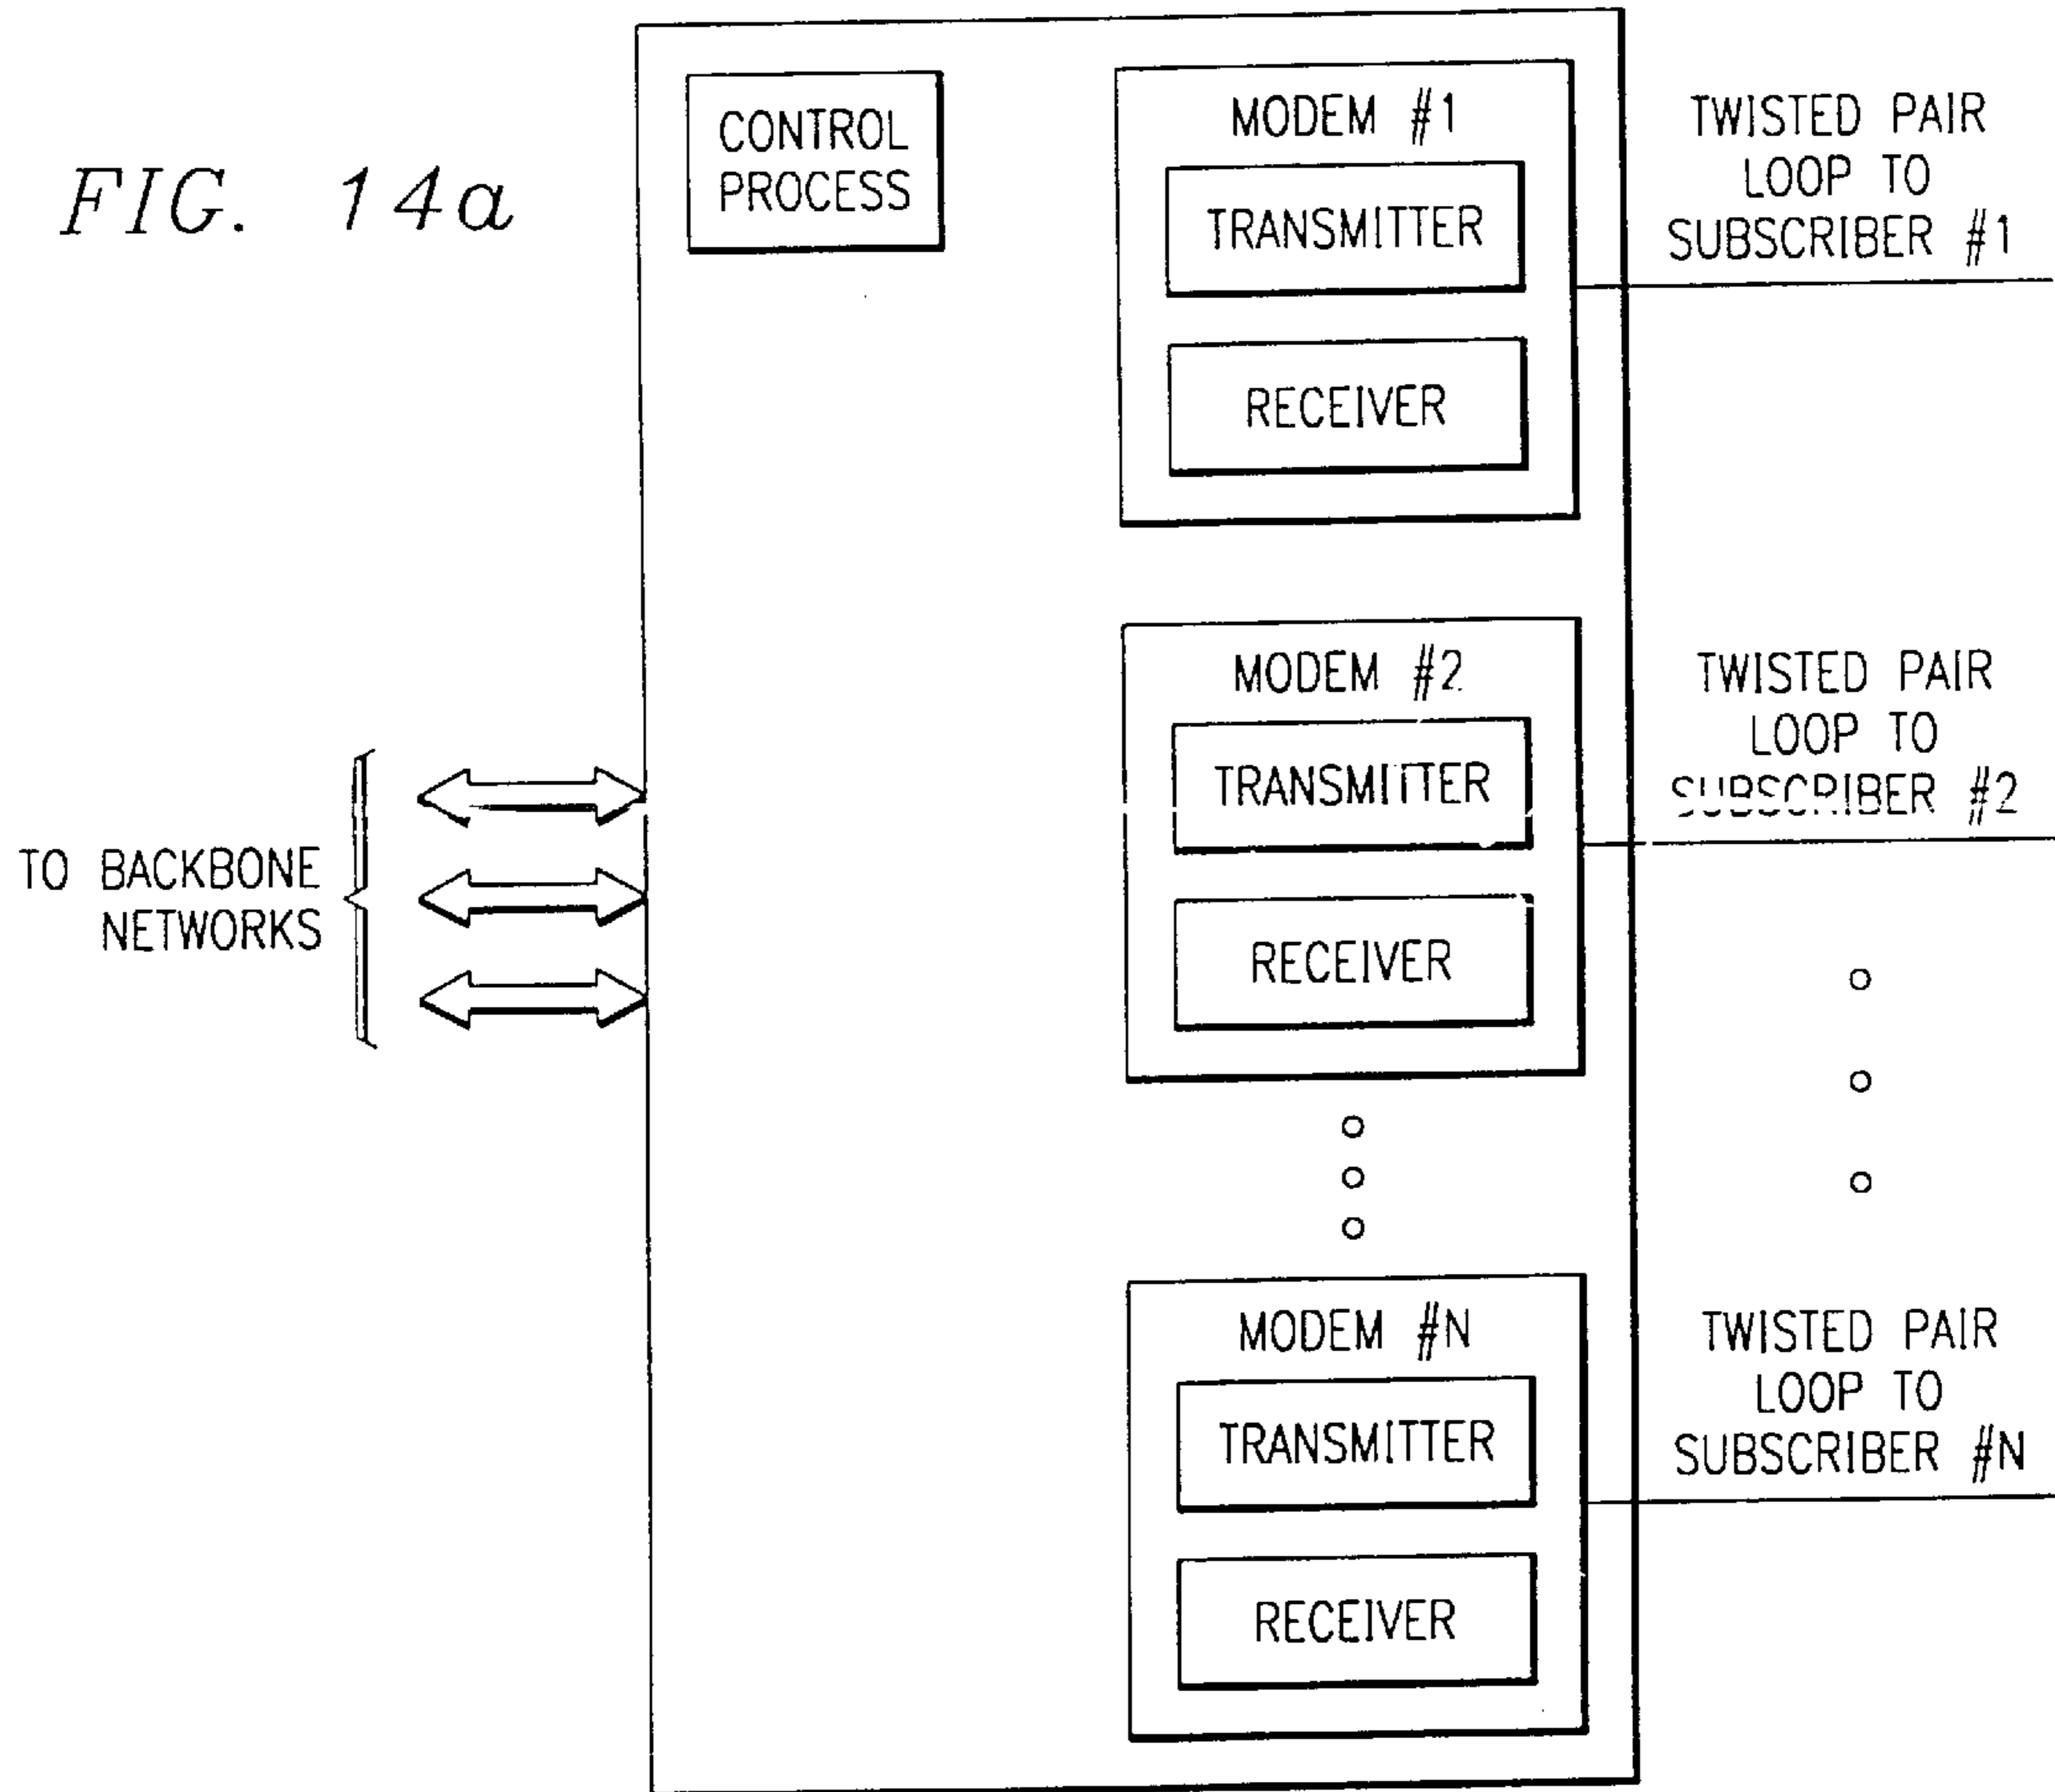 FIG. 14a
CONTROL
PROCESS
MODEM #1
TRANSMITTER
RECEIVER
TWISTED PAIR
LOOP TO
SUBSCRIBER #1
MODEM #2
TRANSMITTER
RECEIVER
TWISTED PAIR
LOOP TO
SUBSCRIBER #2
TO BACKBONE
NETWORKS
MODEM #N
TRANSMITTER
RECEIVER
TWISTED PAIR
LOOP TO
SUBSCRIBER #N